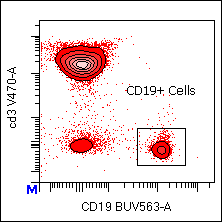 CD19+ Cells
cd3 V470-A
M
CD19 BUV563-A